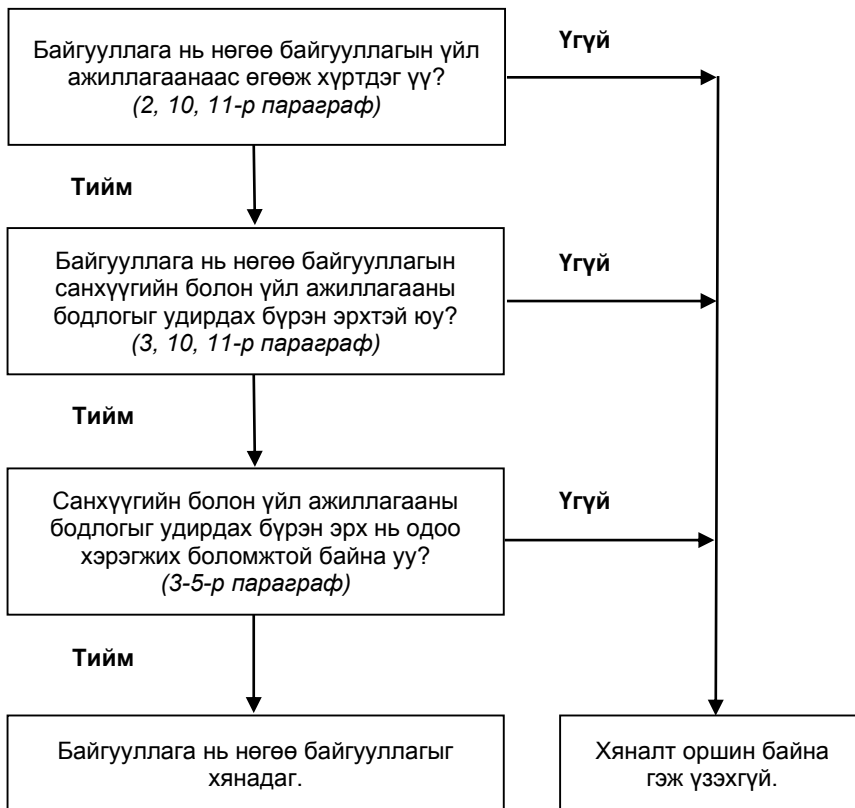 Байгууллага нь нөгөө байгууллагын үйл
ажиллагаанаас өгөөж хүртдэг үү?
(2, 10, 11-р параграф)
Үгүй
Тийм
Байгууллага нь нөгөө байгууллагын
санхүүгийн болон үйл ажиллагааны
бодлогыг удирдах бүрэн эрхтэй юу?
(3, 10, 11-р параграф)
Үгүй
Тийм
Санхүүгийн болон үйл ажиллагааны
бодлогыг удирдах бүрэн эрх нь одоо
хэрэгжих боломжтой байна уу?
(3-5-р параграф)
Үгүй
Тийм
Байгууллага нь нөгөө байгууллагыг
хянадаг.
Хяналт оршин байна
гэж үзэхгүй.